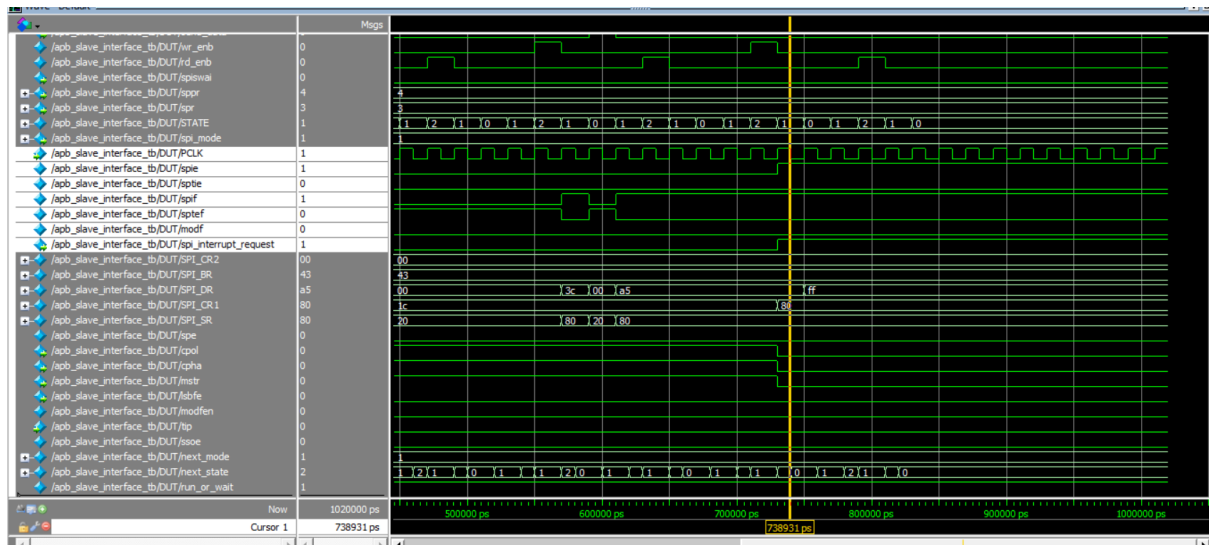 Wave - Default
Msgs
/apb_slave_interface_tb/DUT/wr_enb 0
/apb_slave_interface_tb/DUT/rd_enb 0
/apb_slave_interface_tb/DUT/spiswai 0
/apb_slave_interface_tb/DUT/sppr 4 4
/apb_slave_interface_tb/DUT/spr 3 3
/apb_slave_interface_tb/DUT/STATE 1 1 2 1 0 1 2 1 0 1 2 1 0 1 2 1 0 1 2 1 0
/apb_slave_interface_tb/DUT/spi_mode 1 1
/apb_slave_interface_tb/DUT/PCLK 1
/apb_slave_interface_tb/DUT/spie 1
/apb_slave_interface_tb/DUT/sptie 0
/apb_slave_interface_tb/DUT/spif 1
/apb_slave_interface_tb/DUT/sptef 0
/apb_slave_interface_tb/DUT/modf 0
/apb_slave_interface_tb/DUT/spi_interrupt_request 1
/apb_slave_interface_tb/DUT/SPI_CR2 00 00
/apb_slave_interface_tb/DUT/SPI_BR 43 43
/apb_slave_interface_tb/DUT/SPI_DR a5 00 3c 00 a5 ff
/apb_slave_interface_tb/DUT/SPI_CR1 80 1c 80
/apb_slave_interface_tb/DUT/SPI_SR 80 20 80 20 80
/apb_slave_interface_tb/DUT/spe 0
/apb_slave_interface_tb/DUT/cpol 0
/apb_slave_interface_tb/DUT/cpha 0
/apb_slave_interface_tb/DUT/mstr 0
/apb_slave_interface_tb/DUT/lsbfe 0
/apb_slave_interface_tb/DUT/modfen 0
/apb_slave_interface_tb/DUT/tip 0
/apb_slave_interface_tb/DUT/ssoe 0
/apb_slave_interface_tb/DUT/next_mode 1 1
/apb_slave_interface_tb/DUT/next_state 2 1 2 1 0 1 1 2 0 1 1 0 1 1 0 1 2 1 0
/apb_slave_interface_tb/DUT/run_or_wait 1
Now 1020000 ps 500000 ps 600000 ps 700000 ps 800000 ps 900000 ps 1000000 ps
Cursor 1 738931 ps 738931 ps